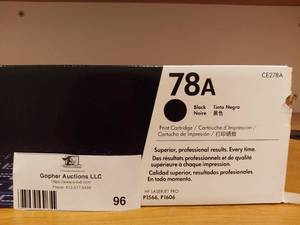 78A
CE278A
Black
Noire
Tinta Negra
黑色
Print Cartridge / Cartouche d'Impression /
Cartucho de Impresión / 打印硒鼓
Superior, professional results. Every time.
Des résultats professionnels et de qualité
supérieure à chaque impression.
Calidad superior, resultados profesionales.
En todo momento.
HP LASERJET PRO
P1566, P1606
Gopher Auctions LLC
96